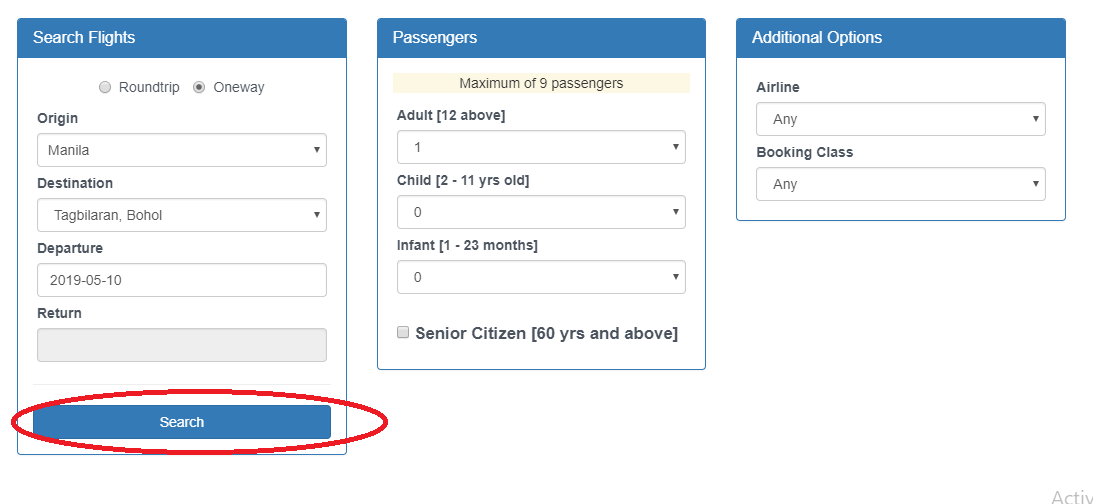 Search Flights
Roundtrip Oneway
Origin
Manila
Destination
Tagbilaran, Bohol
Departure
2019-05-10
Return
Search
Passengers
Maximum of 9 passengers
Adult [12 above]
1
Child [2 - 11 yrs old]
0
Infant [1 - 23 months]
0
Senior Citizen [60 yrs and above]
Additional Options
Airline
Any
Booking Class
Any
Activ